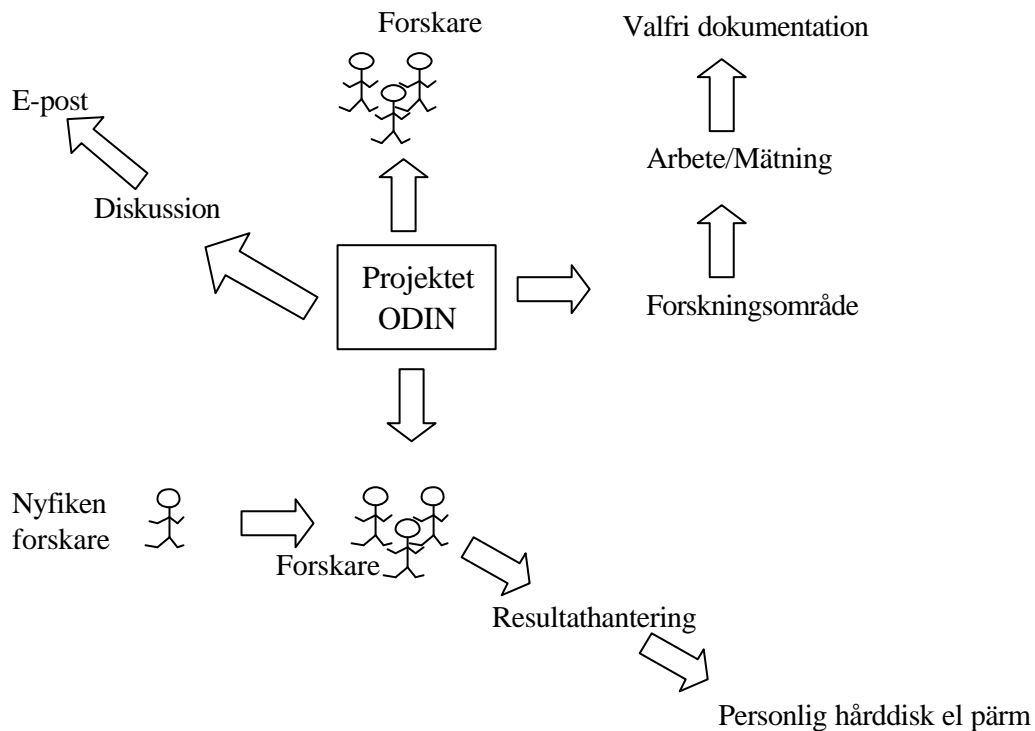 Forskare
Valfri dokumentation
E-post
Arbete/Mätning
Diskussion
Projektet
ODIN
Forskningsområde
Nyfiken
forskare
Forskare
Resultathantering
Personlig hårddisk el pärm